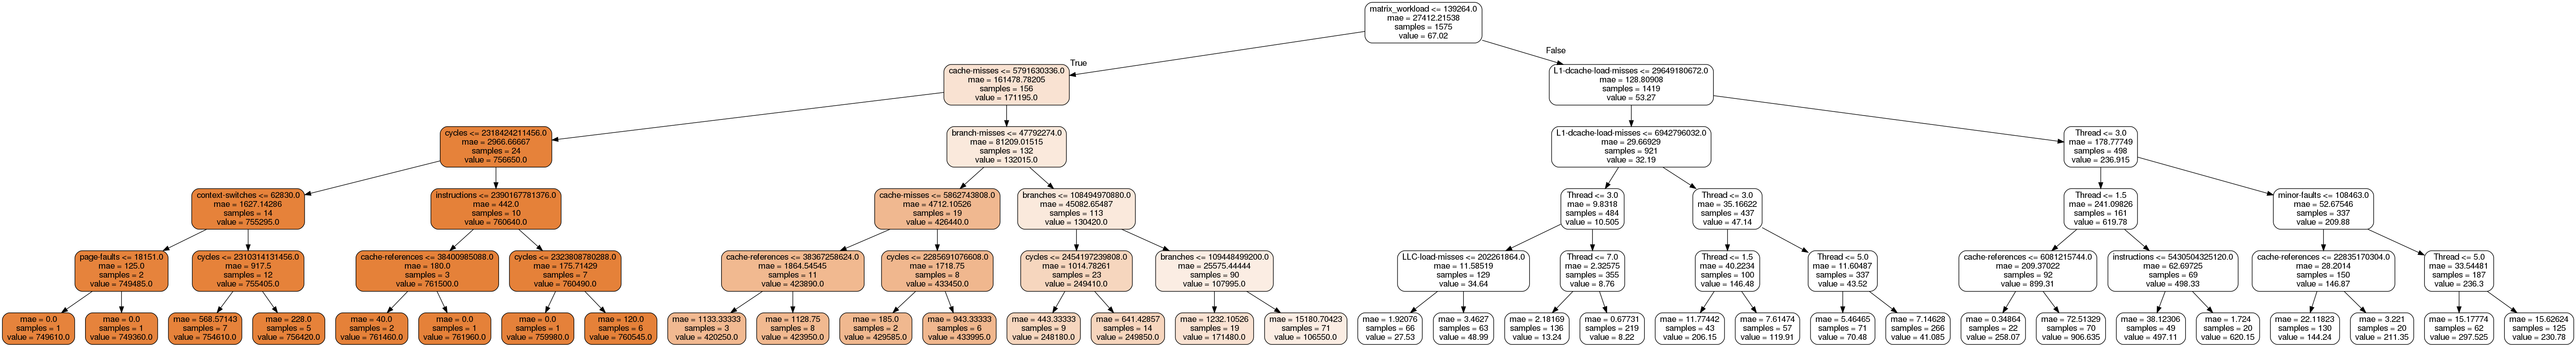 matrix_workload <= 139264.0
mae = 27412.21538
samples = 1575
value = 67.02
True
False
cache-misses <= 5791630336.0
mae = 161478.78205
samples = 156
value = 171195.0
L1-dcache-load-misses <= 29649180672.0
mae = 128.80908
samples = 1419
value = 53.27
cycles <= 2318424211456.0
mae = 2966.66667
samples = 24
value = 756650.0
branch-misses <= 47792274.0
mae = 81209.01515
samples = 132
value = 132015.0
L1-dcache-load-misses <= 6942796032.0
mae = 29.66929
samples = 921
value = 32.19
Thread <= 3.0
mae = 178.77749
samples = 498
value = 236.915
context-switches <= 62830.0
mae = 1627.14286
samples = 14
value = 755295.0
instructions <= 2390167781376.0
mae = 442.0
samples = 10
value = 760640.0
cache-misses <= 5862743808.0
mae = 4712.10526
samples = 19
value = 426440.0
branches <= 108494970880.0
mae = 45082.65487
samples = 113
value = 130420.0
Thread <= 3.0
mae = 9.8318
samples = 484
value = 10.505
Thread <= 3.0
mae = 35.16622
samples = 437
value = 47.14
Thread <= 1.5
mae = 241.09826
samples = 161
value = 619.78
minor-faults <= 108463.0
mae = 52.67546
samples = 337
value = 209.88
page-faults <= 18151.0
mae = 125.0
samples = 2
value = 749485.0
cycles <= 2310314131456.0
mae = 917.5
samples = 12
value = 755405.0
cache-references <= 38400985088.0
mae = 180.0
samples = 3
value = 761500.0
cycles <= 2323808780288.0
mae = 175.71429
samples = 7
value = 760490.0
cache-references <= 38367258624.0
mae = 1864.54545
samples = 11
value = 423890.0
cycles <= 2285691076608.0
mae = 1718.75
samples = 8
value = 433450.0
cycles <= 2454197239808.0
mae = 1014.78261
samples = 23
value = 249410.0
branches <= 109448499200.0
mae = 25575.44444
samples = 90
value = 107995.0
LLC-load-misses <= 202261864.0
mae = 11.58519
samples = 129
value = 34.64
Thread <= 7.0
mae = 2.32575
samples = 355
value = 8.76
Thread <= 1.5
mae = 40.2234
samples = 100
value = 146.48
Thread <= 5.0
mae = 11.60487
samples = 337
value = 43.52
cache-references <= 6081215744.0
mae = 209.37022
samples = 92
value = 899.31
instructions <= 5430504325120.0
mae = 62.69725
samples = 69
value = 498.33
cache-references <= 22835170304.0
mae = 28.2014
samples = 150
value = 146.87
Thread <= 5.0
mae = 33.54481
samples = 187
value = 236.3
mae = 0.0
samples = 1
value = 749610.0
mae = 0.0
samples = 1
value = 749360.0
mae = 568.57143
samples = 7
value = 754610.0
mae = 228.0
samples = 5
value = 756420.0
mae = 40.0
samples = 2
value = 761460.0
mae = 0.0
samples = 1
value = 761960.0
mae = 0.0
samples = 1
value = 759980.0
mae = 120.0
samples = 6
value = 760545.0
mae = 1133.33333
samples = 3
value = 420250.0
mae = 1128.75
samples = 8
value = 423950.0
mae = 185.0
samples = 2
value = 429585.0
mae = 943.33333
samples = 6
value = 433995.0
mae = 443.33333
samples = 9
value = 248180.0
mae = 641.42857
samples = 14
value = 249850.0
mae = 1232.10526
samples = 19
value = 171480.0
mae = 15180.70423
samples = 71
value = 106550.0
mae = 1.92076
samples = 66
value = 27.53
mae = 3.4627
samples = 63
value = 48.99
mae = 2.18169
samples = 136
value = 13.24
mae = 0.67731
samples = 219
value = 8.22
mae = 11.77442
samples = 43
value = 206.15
mae = 7.61474
samples = 57
value = 119.91
mae = 5.46465
samples = 71
value = 70.48
mae = 7.14628
samples = 266
value = 41.085
mae = 0.34864
samples = 22
value = 258.07
mae = 72.51329
samples = 70
value = 906.635
mae = 38.12306
samples = 49
value = 497.11
mae = 1.724
samples = 20
value = 620.15
mae = 22.11823
samples = 130
value = 144.24
mae = 3.221
samples = 20
value = 211.35
mae = 15.17774
samples = 62
value = 297.525
mae = 15.62624
samples = 125
value = 230.78